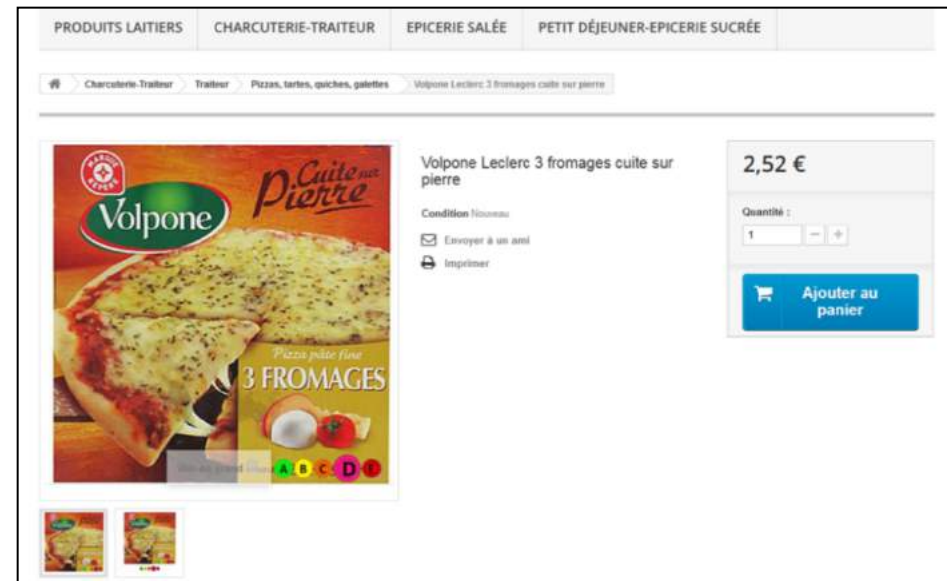 PRODUITS LAITIERS CHARCUTERIE-TRAITEUR EPICERIE SALÉE PETIT DÉJEUNER-EPICERIE SUCRÉE
Charcuterie-Traiteur Traiteur Pizzas, tartes, quiches, galettes Volpone Leclerc 3 fromages cuite sur pierre
MARQUE REPÈRE
Volpone
Cuite sur
Pierre
Pizza pâte fine
3 FROMAGES
A B C D E
Volpone Leclerc 3 fromages cuite sur
pierre
Condition Nouveau
Envoyer à un ami
Imprimer
2,52 €
Quantité :
1
Ajouter au
panier